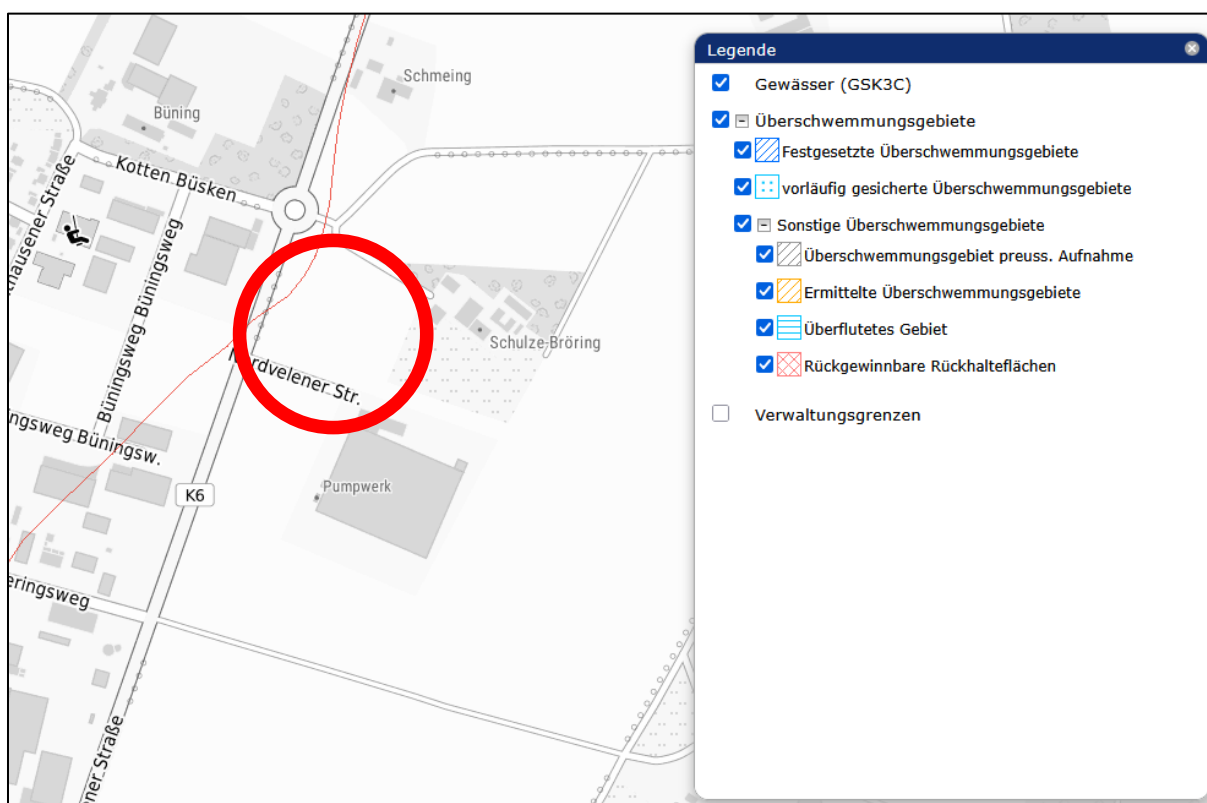 Schmeing
Büning
Kotten Büsken
hausener Straße
Büningsweg Büningsweg
Schulze-Bröring
Nordvelener Str.
ngsweg Büningsw.
K6
Pumpwerk
eringsweg
ener Straße
Legende
Gewässer (GSK3C)
Überschwemmungsgebiete
Festgesetzte Überschwemmungsgebiete
vorläufig gesicherte Überschwemmungsgebiete
Sonstige Überschwemmungsgebiete
Überschwemmungsgebiet preuss. Aufnahme
Ermittelte Überschwemmungsgebiete
Überflutetes Gebiet
Rückgewinnbare Rückhalteflächen
Verwaltungsgrenzen